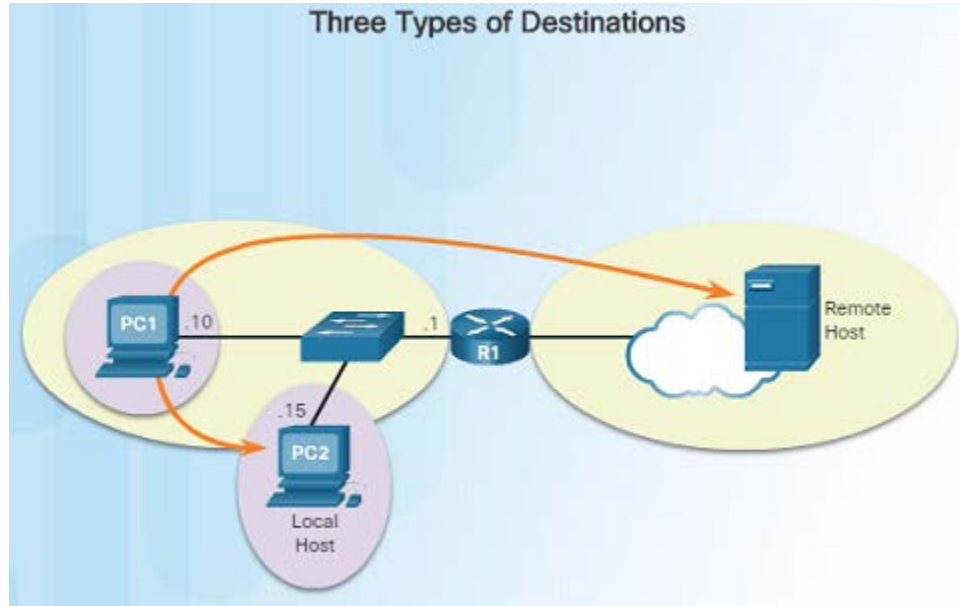 Three Types of Destinations
PC1
.10
.1
R1
Remote
Host
.15
PC2
Local
Host